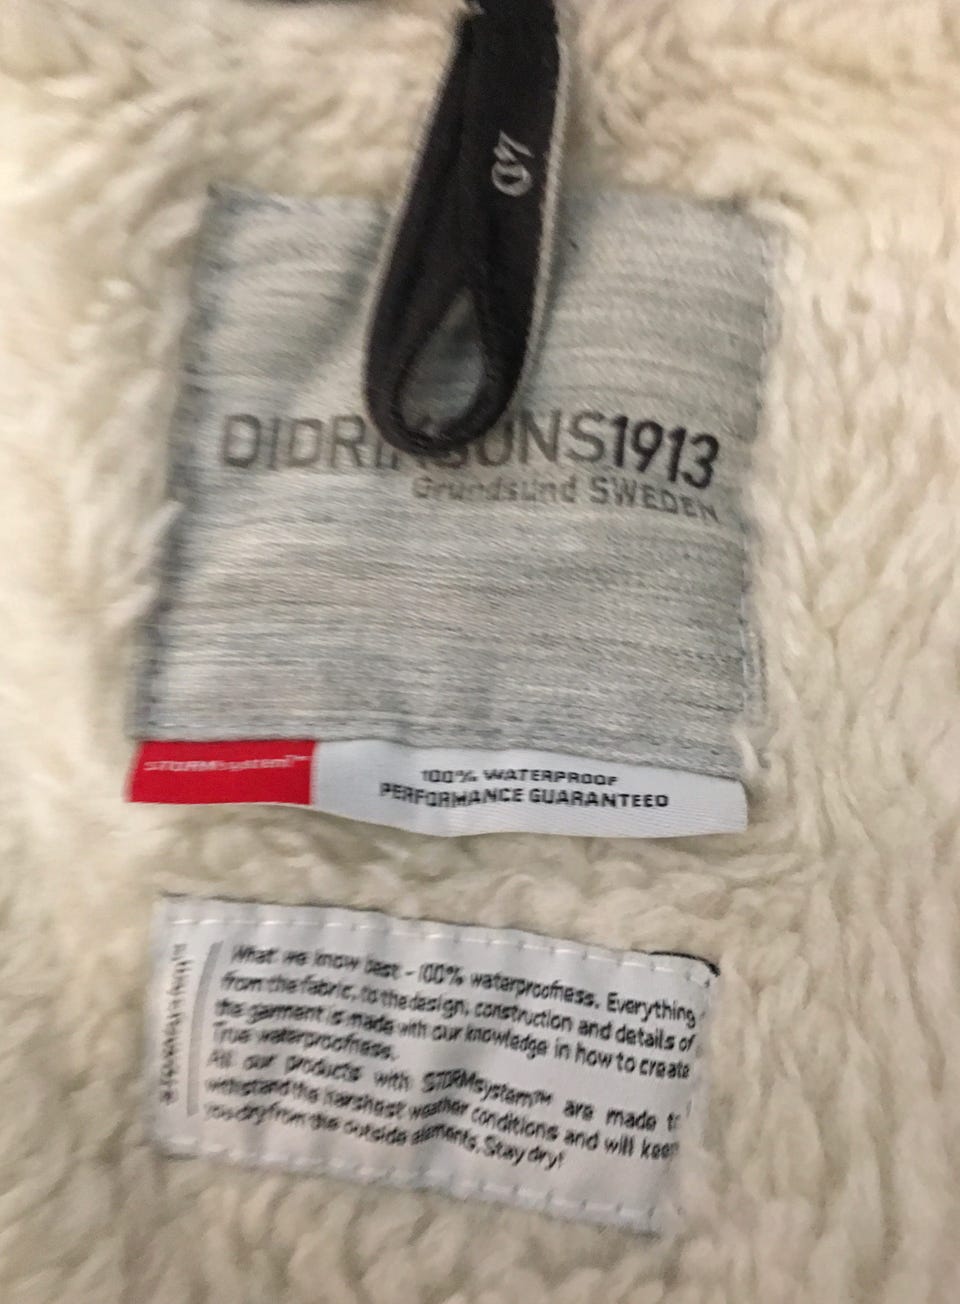 DIDRIKSONS1913
Grundsund SWEDEN
STORMsystem™
100% WATERPROOF
PERFORMANCE GUARANTEED
What we know best - 100% waterproofness. Everything
from the fabric, to the design, construction and details of
the garment is made with our knowledge in how to create
True waterproofness.
All our products with STORMsystem™ are made to
withstand the harshest weather conditions and will keep
you dry from the outside elements. Stay dry!